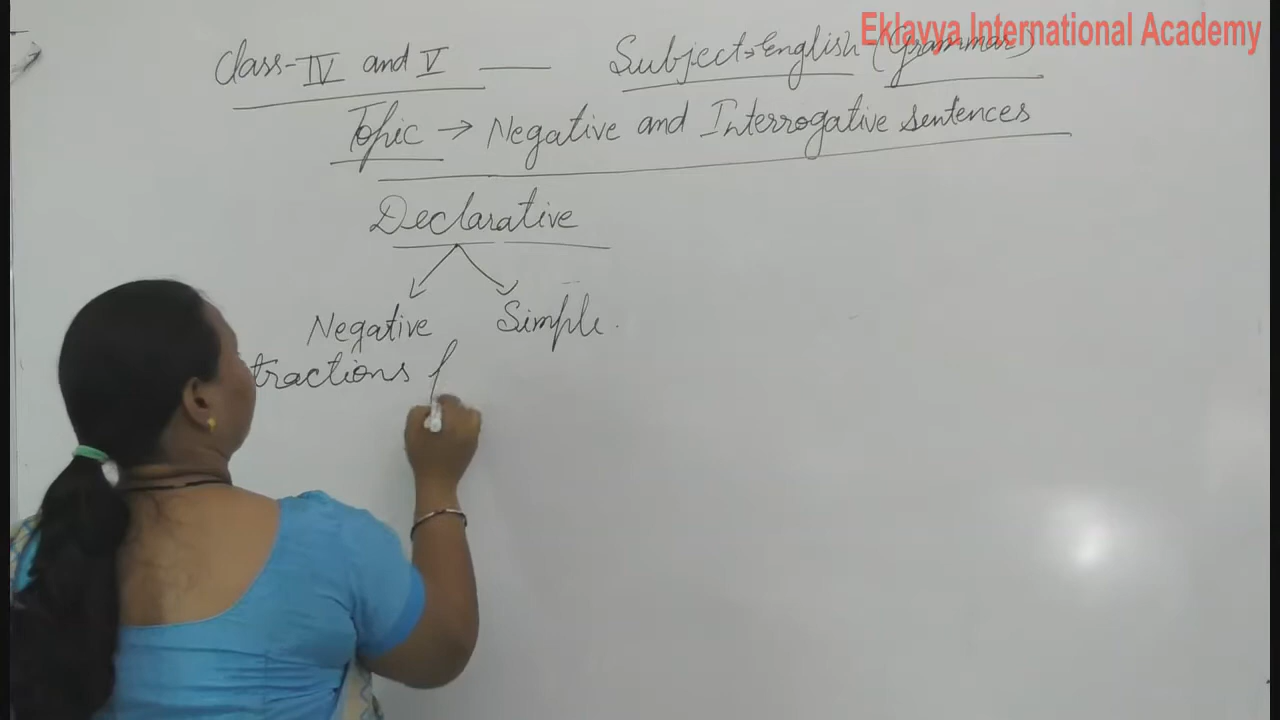 Eklavya International Academy
Class-IV and V — Subject→English (Grammar)
Topic → Negative and Interrogative sentences
Declarative
Negative Simple.
tractions f